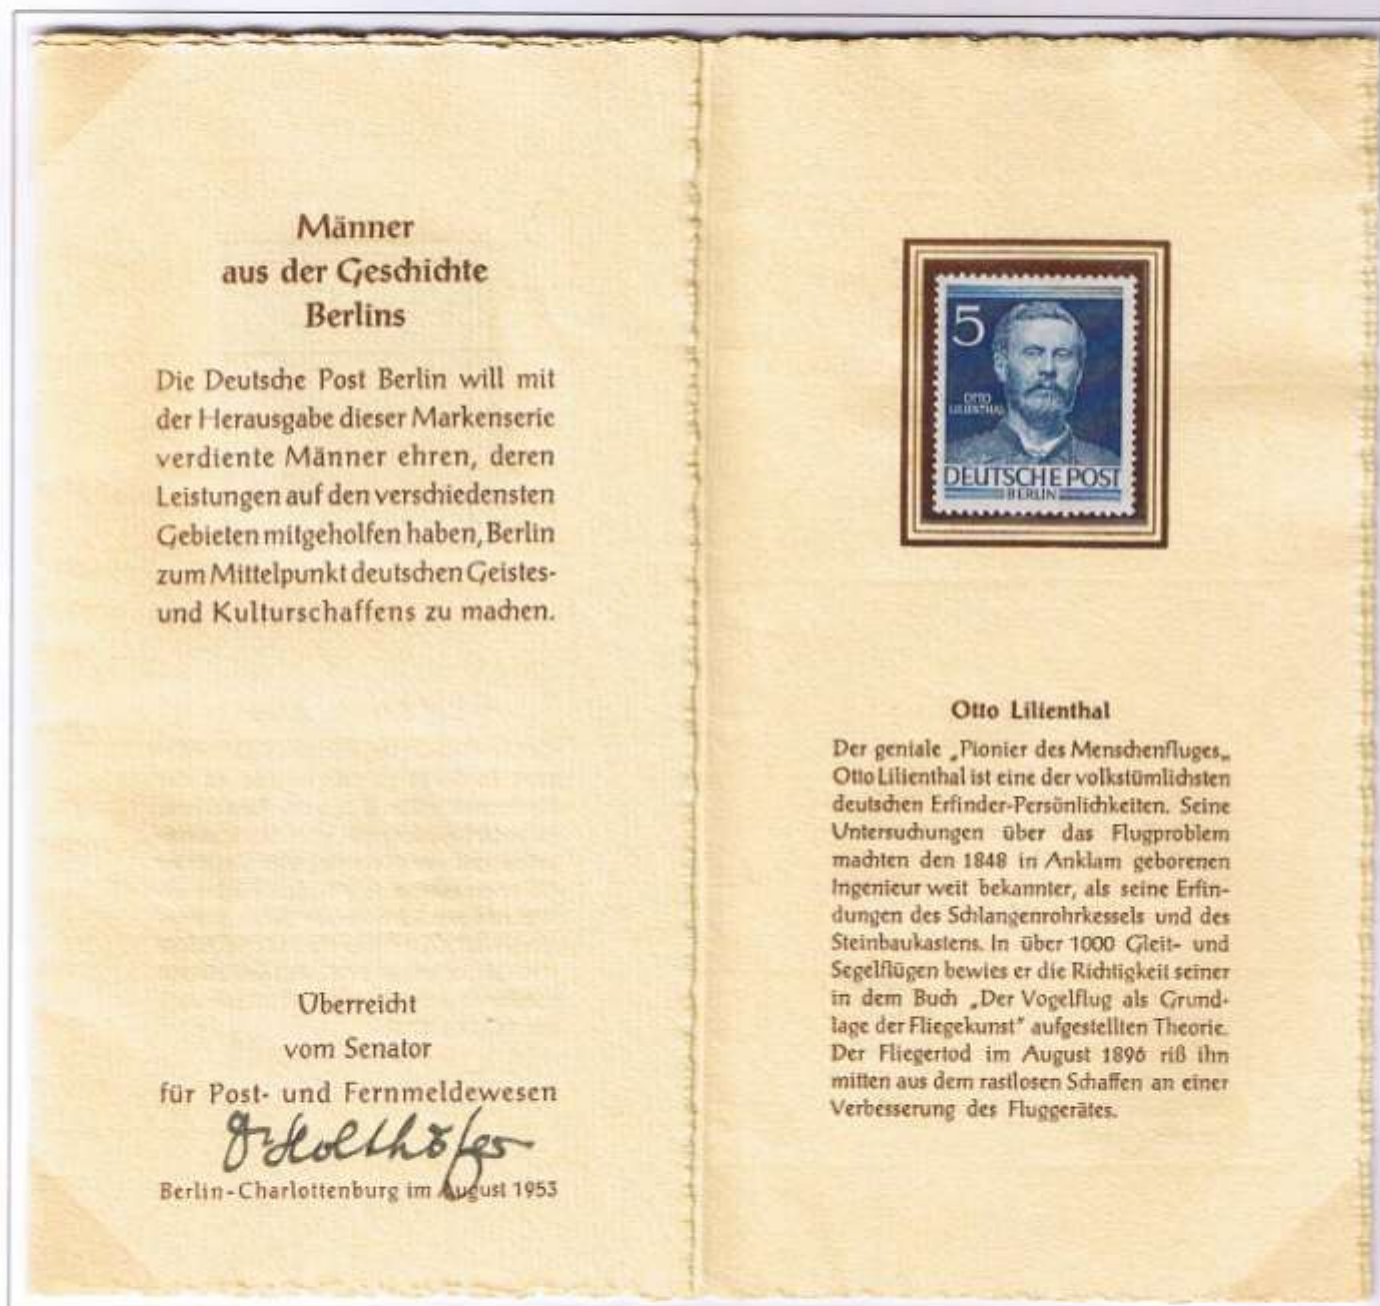 Männer
aus der Geschichte
Berlins
Die Deutsche Post Berlin will mit
der Herausgabe dieser Markenserie
verdiente Männer ehren, deren
Leistungen auf den verschiedensten
Gebieten mitgeholfen haben, Berlin
zum Mittelpunkt deutschen Geistes-
und Kulturschaffens zu machen.
Überreicht
vom Senator
für Post- und Fernmeldewesen
Dr Holthöfer
Berlin-Charlottenburg im August 1953
5
OTTO
LILIENTHAL
DEUTSCHE POST
BERLIN
Otto Lilienthal
Der geniale „Pionier des Menschenfluges„
Otto Lilienthal ist eine der volkstümlichsten
deutschen Erfinder-Persönlichkeiten. Seine
Untersuchungen über das Flugproblem
machten den 1848 in Anklam geborenen
Ingenieur weit bekannter, als seine Erfin-
dungen des Schlangenrohrkessels und des
Steinbaukastens. In über 1000 Gleit- und
Segelflügen bewies er die Richtigkeit seiner
in dem Buch „Der Vogelflug als Grund-
lage der Fliegekunst" aufgestellten Theorie.
Der Fliegertod im August 1896 riß ihn
mitten aus dem rastlosen Schaffen an einer
Verbesserung des Fluggerätes.